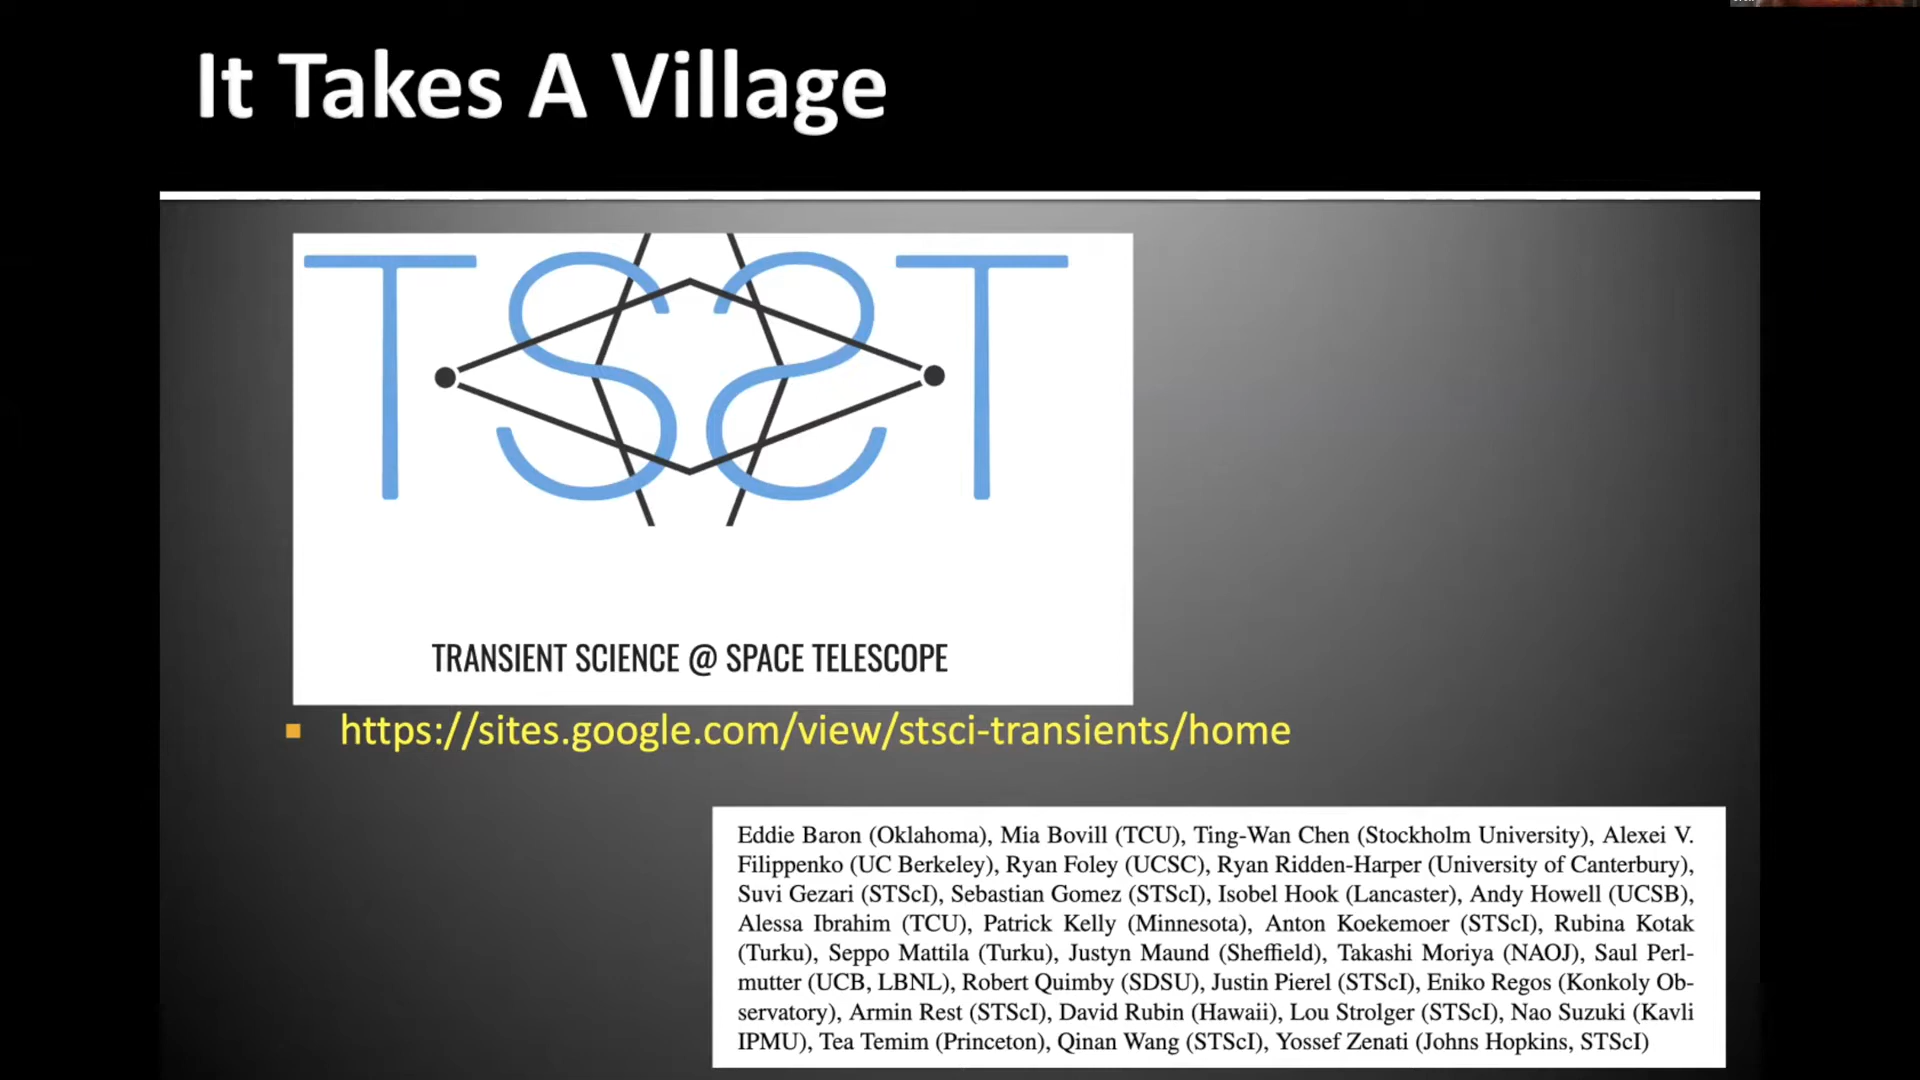 It Takes A Village
TSST
TRANSIENT SCIENCE @ SPACE TELESCOPE
https://sites.google.com/view/stsci-transients/home
Eddie Baron (Oklahoma), Mia Bovill (TCU), Ting-Wan Chen (Stockholm University), Alexei V.
Filippenko (UC Berkeley), Ryan Foley (UCSC), Ryan Ridden-Harper (University of Canterbury),
Suvi Gezari (STScI), Sebastian Gomez (STScI), Isobel Hook (Lancaster), Andy Howell (UCSB),
Alessa Ibrahim (TCU), Patrick Kelly (Minnesota), Anton Koekemoer (STScI), Rubina Kotak
(Turku), Seppo Mattila (Turku), Justyn Maund (Sheffield), Takashi Moriya (NAOJ), Saul Perl-
mutter (UCB, LBNL), Robert Quimby (SDSU), Justin Pierel (STScI), Eniko Regos (Konkoly Ob-
servatory), Armin Rest (STScI), David Rubin (Hawaii), Lou Strolger (STScI), Nao Suzuki (Kavli
IPMU), Tea Temim (Princeton), Qinan Wang (STScI), Yossef Zenati (Johns Hopkins, STScI)